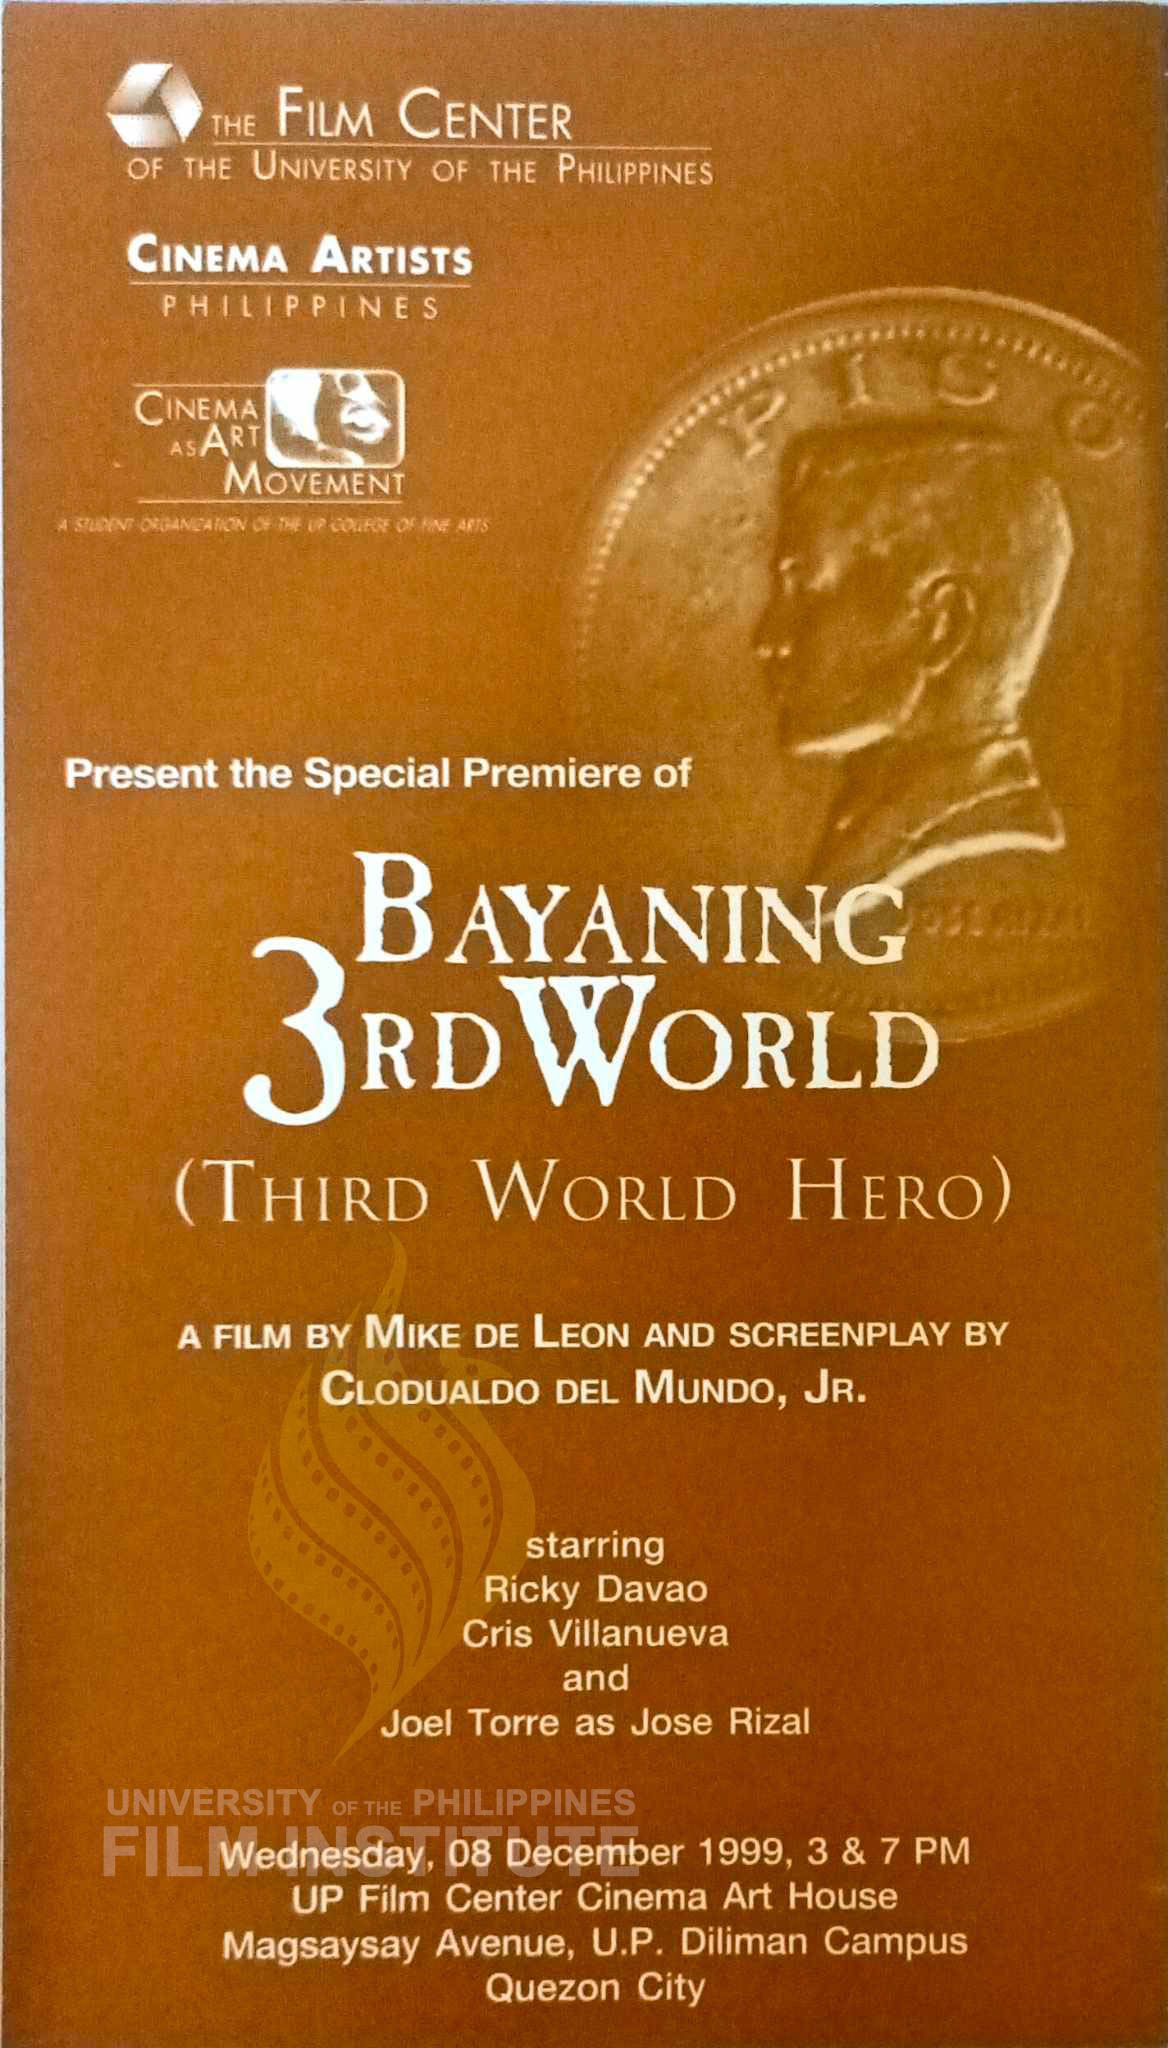 THE FILM CENTER
OF THE UNIVERSITY OF THE PHILIPPINES
CINEMA ARTISTS
PHILIPPINES
CINEMA
AS ART
MOVEMENT
A STUDENT ORGANIZATION OF THE UP COLLEGE OF FINE ARTS
PISO
JOSE RIZAL
Present the Special Premiere of
BAYANING
3RD WORLD
(THIRD WORLD HERO)
A FILM BY MIKE DE LEON AND SCREENPLAY BY
CLODUALDO DEL MUNDO, JR.
starring
Ricky Davao
Cris Villanueva
and
Joel Torre as Jose Rizal
UNIVERSITY OF THE PHILIPPINES
FILM INSTITUTE
Wednesday, 08 December 1999, 3 & 7 PM
UP Film Center Cinema Art House
Magsaysay Avenue, U.P. Diliman Campus
Quezon City